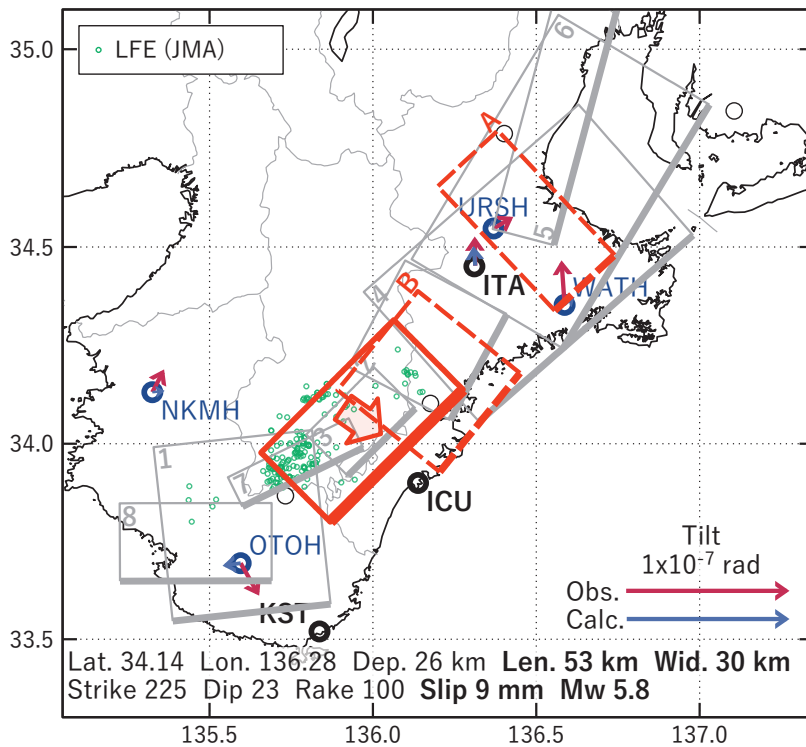 35.0
34.5
34.0
33.5
LFE (JMA)
6
A
URSH
5
ITA
WATH
4
B
NKMH
3
1
7
ICU
8
OTOH
KST
Tilt
1x10⁻⁷ rad
Obs.
Calc.
Lat. 34.14 Lon. 136.28 Dep. 26 km Len. 53 km Wid. 30 km
Strike 225 Dip 23 Rake 100 Slip 9 mm Mw 5.8
135.5 136.0 136.5 137.0